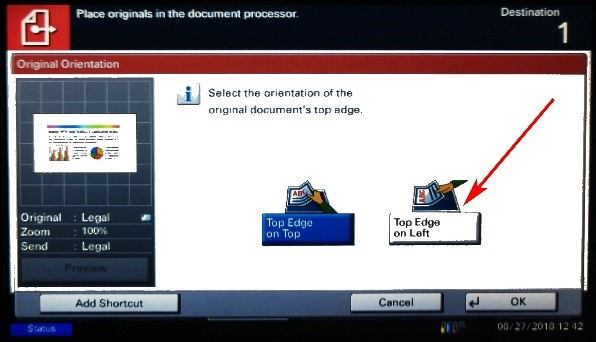 Place originals in the document processor.
Destination
1
Original Orientation
Select the orientation of the
original document's top edge.
Original : Legal
Zoom : 100%
Send : Legal
Preview
ABC
Top Edge
on Top
ABC
Top Edge
on Left
Add Shortcut
Cancel
OK
Status
08/27/2018 12:42